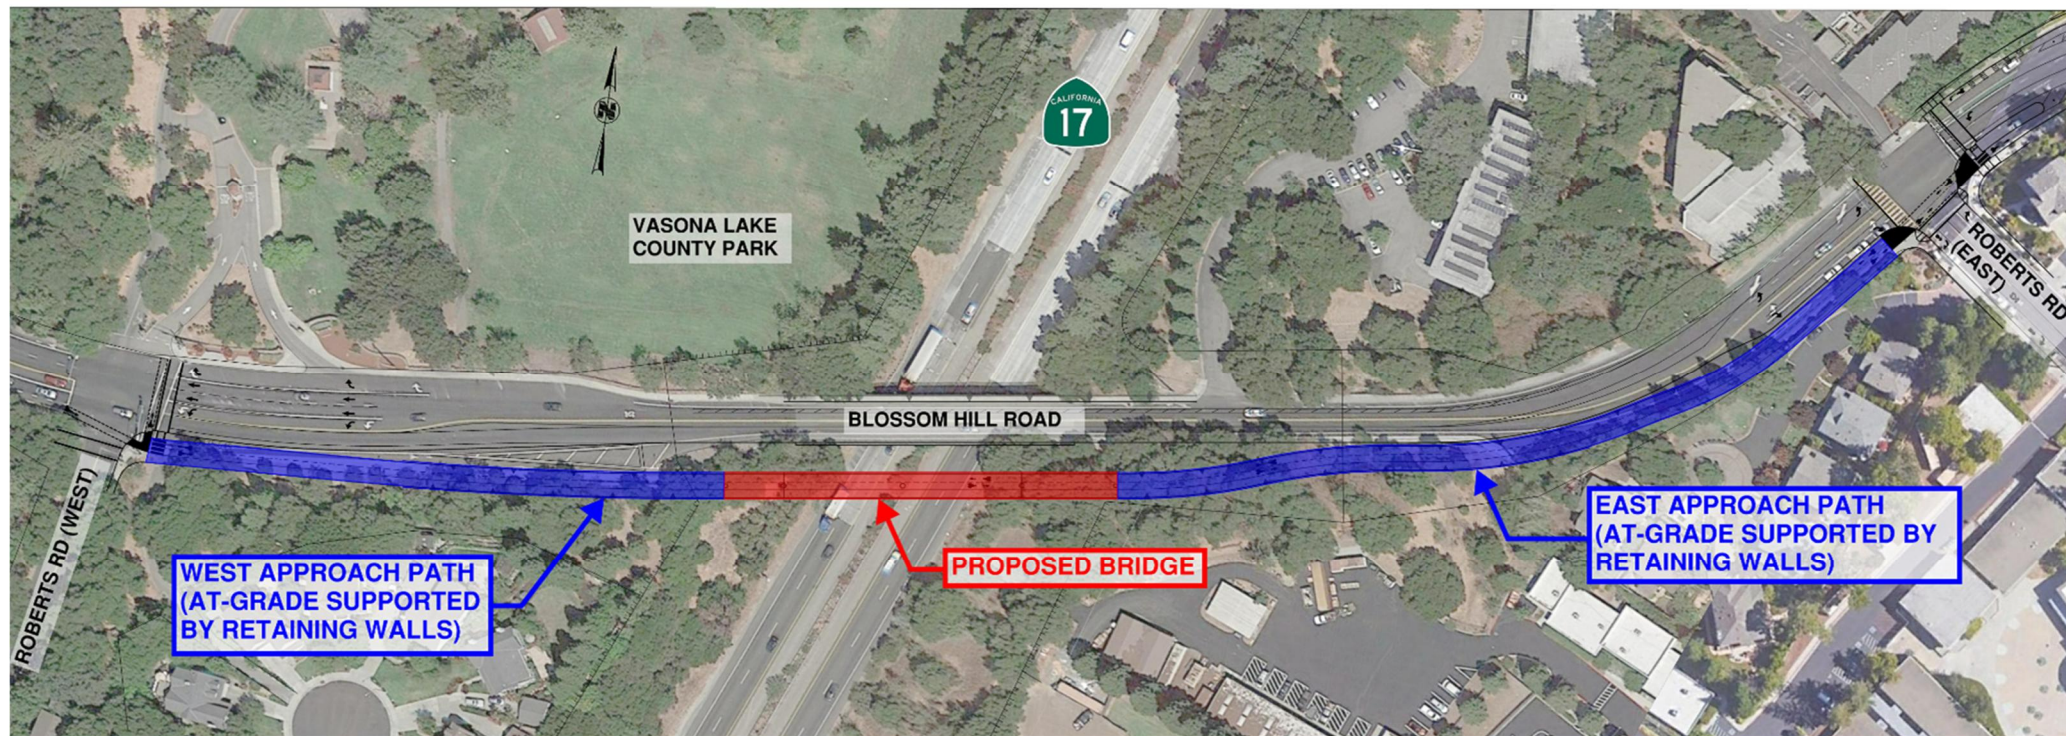 N
CALIFORNIA
17
VASONA LAKE
COUNTY PARK
BLOSSOM HILL ROAD
ROBERTS RD
(EAST)
ROBERTS RD (WEST)
WEST APPROACH PATH
(AT-GRADE SUPPORTED
BY RETAINING WALLS)
PROPOSED BRIDGE
EAST APPROACH PATH
(AT-GRADE SUPPORTED BY
RETAINING WALLS)